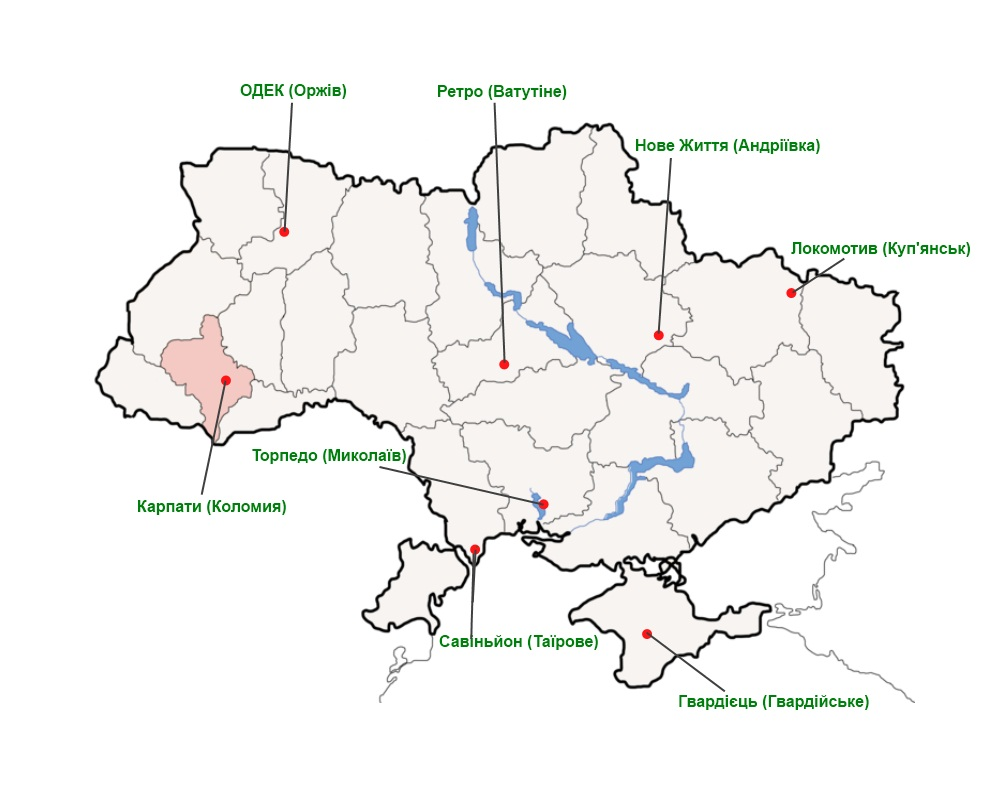 ОДЕК (Оржів)
Ретро (Ватутіне)
Нове Життя (Андріївка)
Локомотив (Куп'янськ)
Торпедо (Миколаїв)
Карпати (Коломия)
Савіньйон (Таїрове)
Гвардієць (Гвардійське)